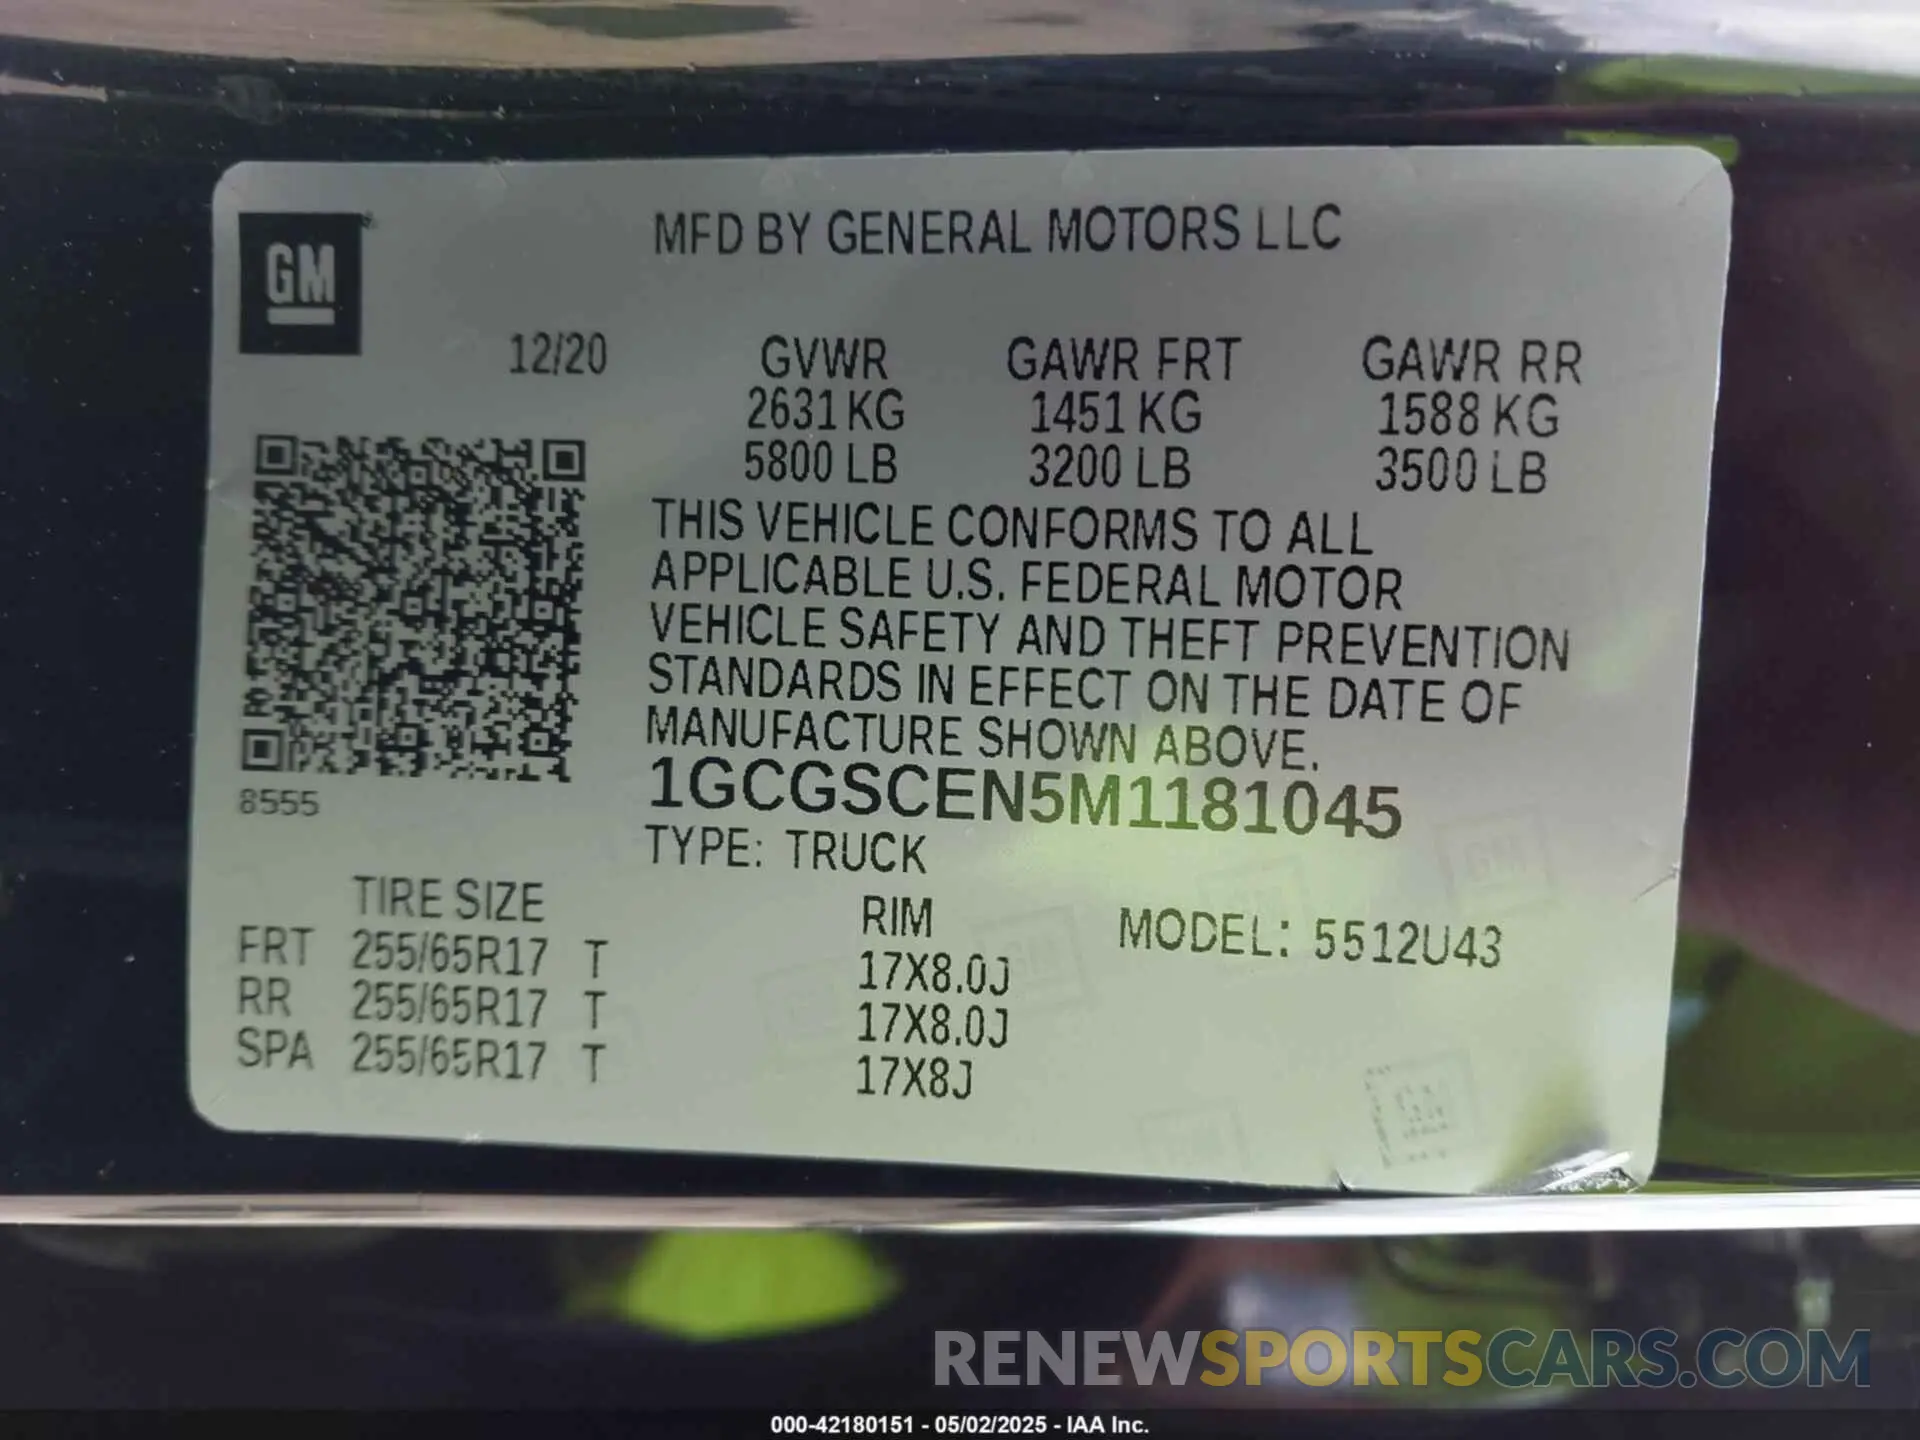 MFD BY GENERAL MOTORS LLC
GM
12/20 GVWR GAWR FRT GAWR RR
2631 KG 1451 KG 1588 KG
5800 LB 3200 LB 3500 LB
THIS VEHICLE CONFORMS TO ALL
APPLICABLE U.S. FEDERAL MOTOR
VEHICLE SAFETY AND THEFT PREVENTION
STANDARDS IN EFFECT ON THE DATE OF
MANUFACTURE SHOWN ABOVE.
1GCGSCEN5M1181045
8555
TYPE: TRUCK
TIRE SIZE RIM MODEL: 5512U43
FRT 255/65R17 T 17X8.0J
RR 255/65R17 T 17X8.0J
SPA 255/65R17 T 17X8J
RENEWSPORTSCARS.COM
000-42180151 - 05/02/2025 - IAA Inc.